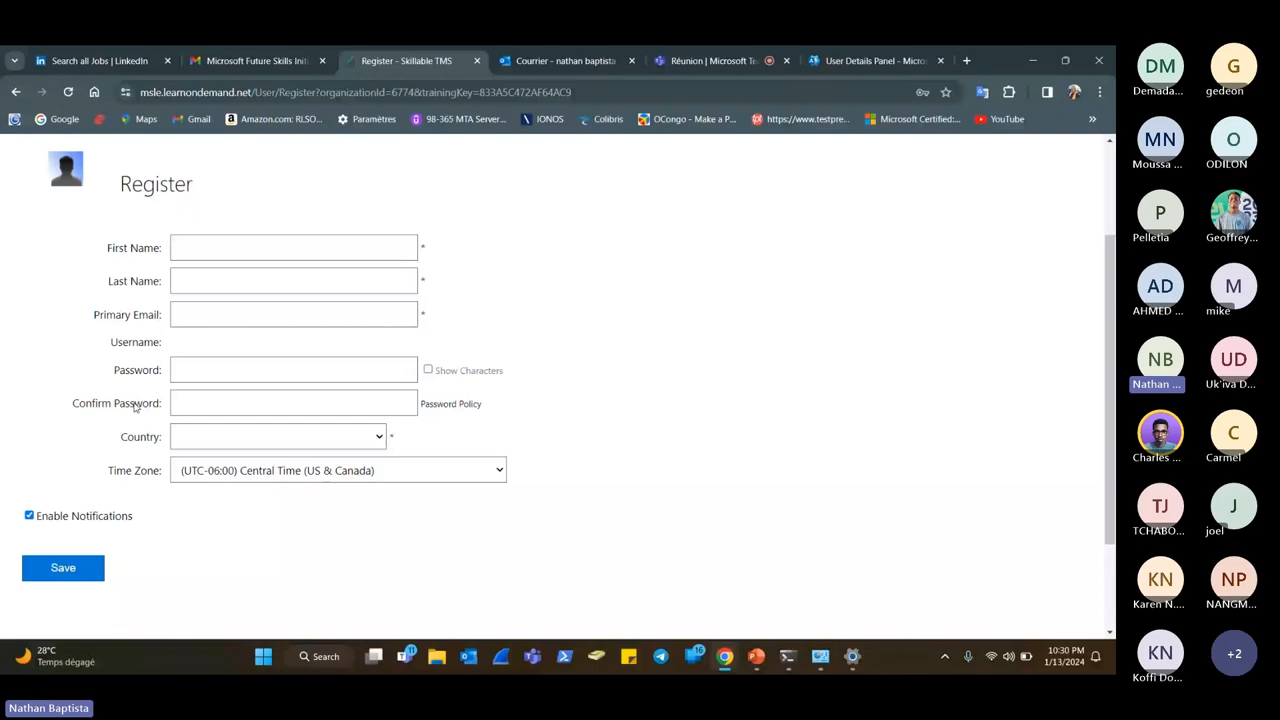 Search all Jobs | LinkedIn
Microsoft Future Skills Init
Register - Skillable TMS
Courrier - nathan baptista
Réunion | Microsoft Te
User Details Panel - Micros
msle.learnondemand.net/User/Register?organizationId=6774&trainingKey=833A5C472AF64AC9
Google
Maps
Gmail
Amazon.com: RLSO...
Paramètres
98-365 MTA Server...
IONOS
Colibris
OCongo - Make a P...
https://www.testpre...
Microsoft Certified:...
YouTube
Register
First Name: *
Last Name: *
Primary Email: *
Username:
Password: Show Characters
Confirm Password: Password Policy
Country: *
Time Zone: (UTC-06:00) Central Time (US & Canada)
Enable Notifications
Save
28°C
Temps dégagé
Search
10:30 PM
1/13/2024
Nathan Baptista
DM
Demada...
G
gedeon
MN
Moussa ...
O
ODILON
P
Pelletia
Geoffrey...
AD
AHMED ...
M
mike
NB
Nathan ...
UD
Uk'iva D...
Charles ...
C
Carmel
TJ
TCHABO...
J
joel
KN
Karen N....
NP
NANGM...
KN
Koffi Do...
+2